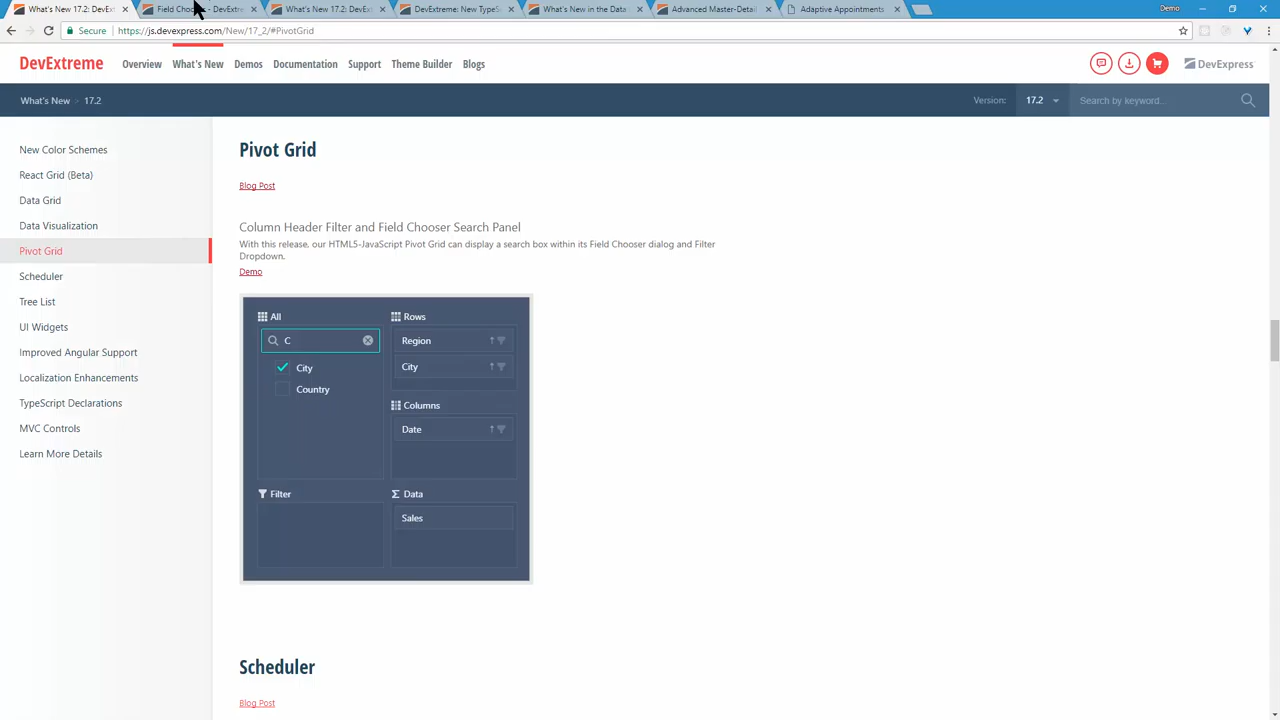 What's New 17.2: DevEx
Field Cho
- DevExtre
What's New 17.2: DevEx
DevExtreme: New TypeS
What's New in the Data
Advanced Master-Detail
Adaptive Appointments
Demo
Secure
https://js.devexpress.com/New/17_2/#PivotGrid
DevExtreme
Overview
What's New
Demos
Documentation
Support
Theme Builder
Blogs
DevExpress
What's New > 17.2
Version:
17.2
Search by keyword...
New Color Schemes
React Grid (Beta)
Data Grid
Data Visualization
Pivot Grid
Scheduler
Tree List
UI Widgets
Improved Angular Support
Localization Enhancements
TypeScript Declarations
MVC Controls
Learn More Details
Pivot Grid
Blog Post
Column Header Filter and Field Chooser Search Panel
With this release, our HTML5-JavaScript Pivot Grid can display a search box within its Field Chooser dialog and Filter
Dropdown.
Demo
All
C
City
Country
Rows
Region
City
Columns
Date
Filter
Data
Sales
Scheduler
Blog Post